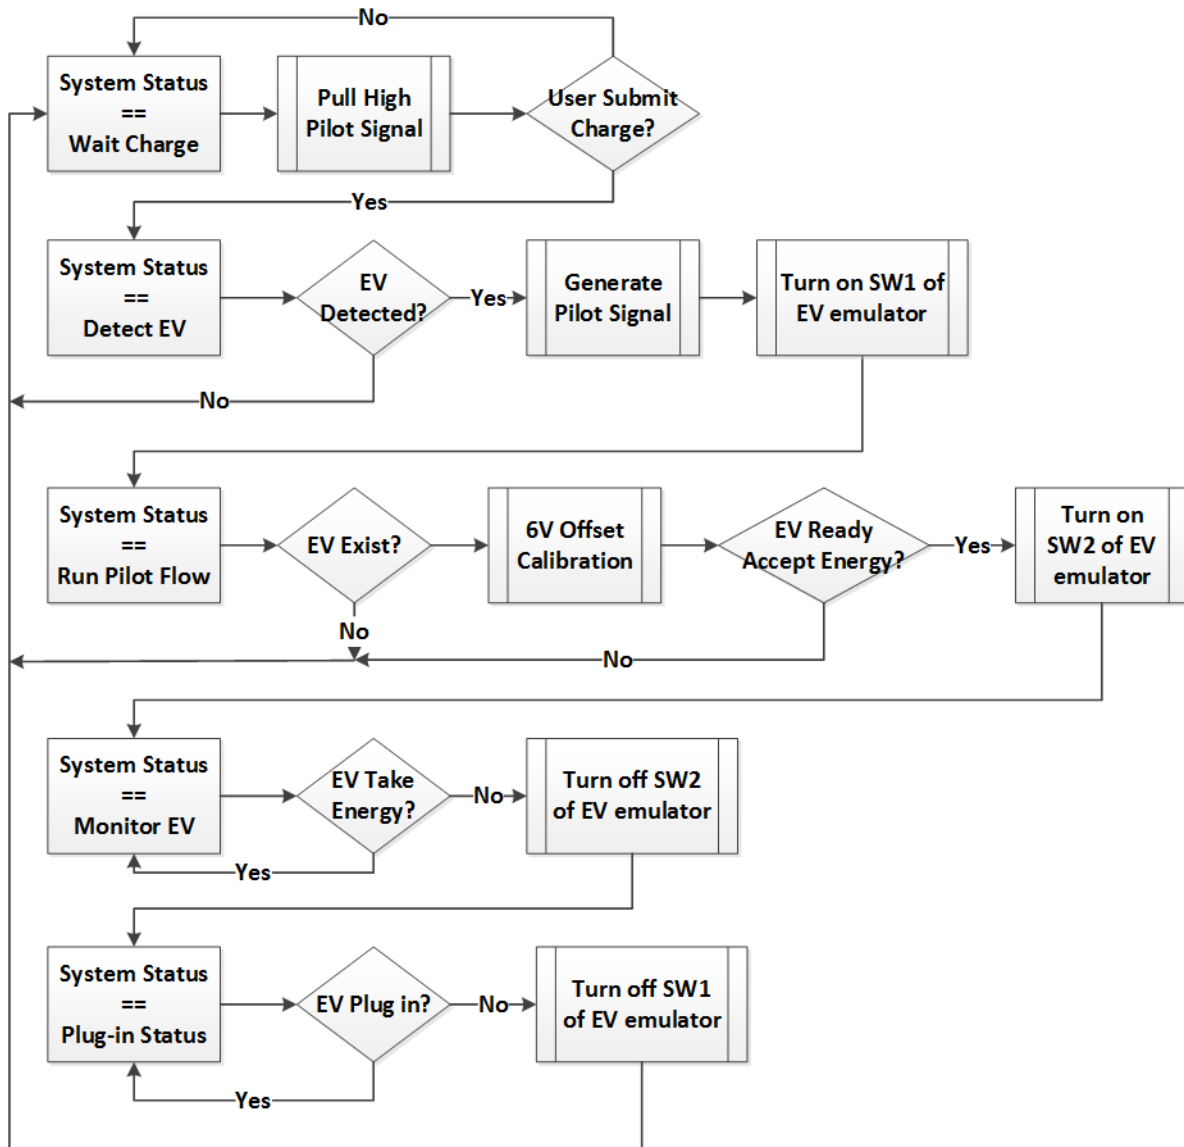 No
System Status
==
Wait Charge
Pull High
Pilot Signal
User Submit
Charge?
Yes
System Status
==
Detect EV
EV
Detected?
Yes
Generate
Pilot Signal
Turn on SW1 of
EV emulator
No
System Status
==
Run Pilot Flow
EV Exist?
6V Offset
Calibration
EV Ready
Accept Energy?
Yes
Turn on
SW2 of EV
emulator
No
No
System Status
==
Monitor EV
EV Take
Energy?
No
Turn off SW2
of EV emulator
Yes
System Status
==
Plug-in Status
EV Plug in?
No
Turn off SW1
of EV emulator
Yes